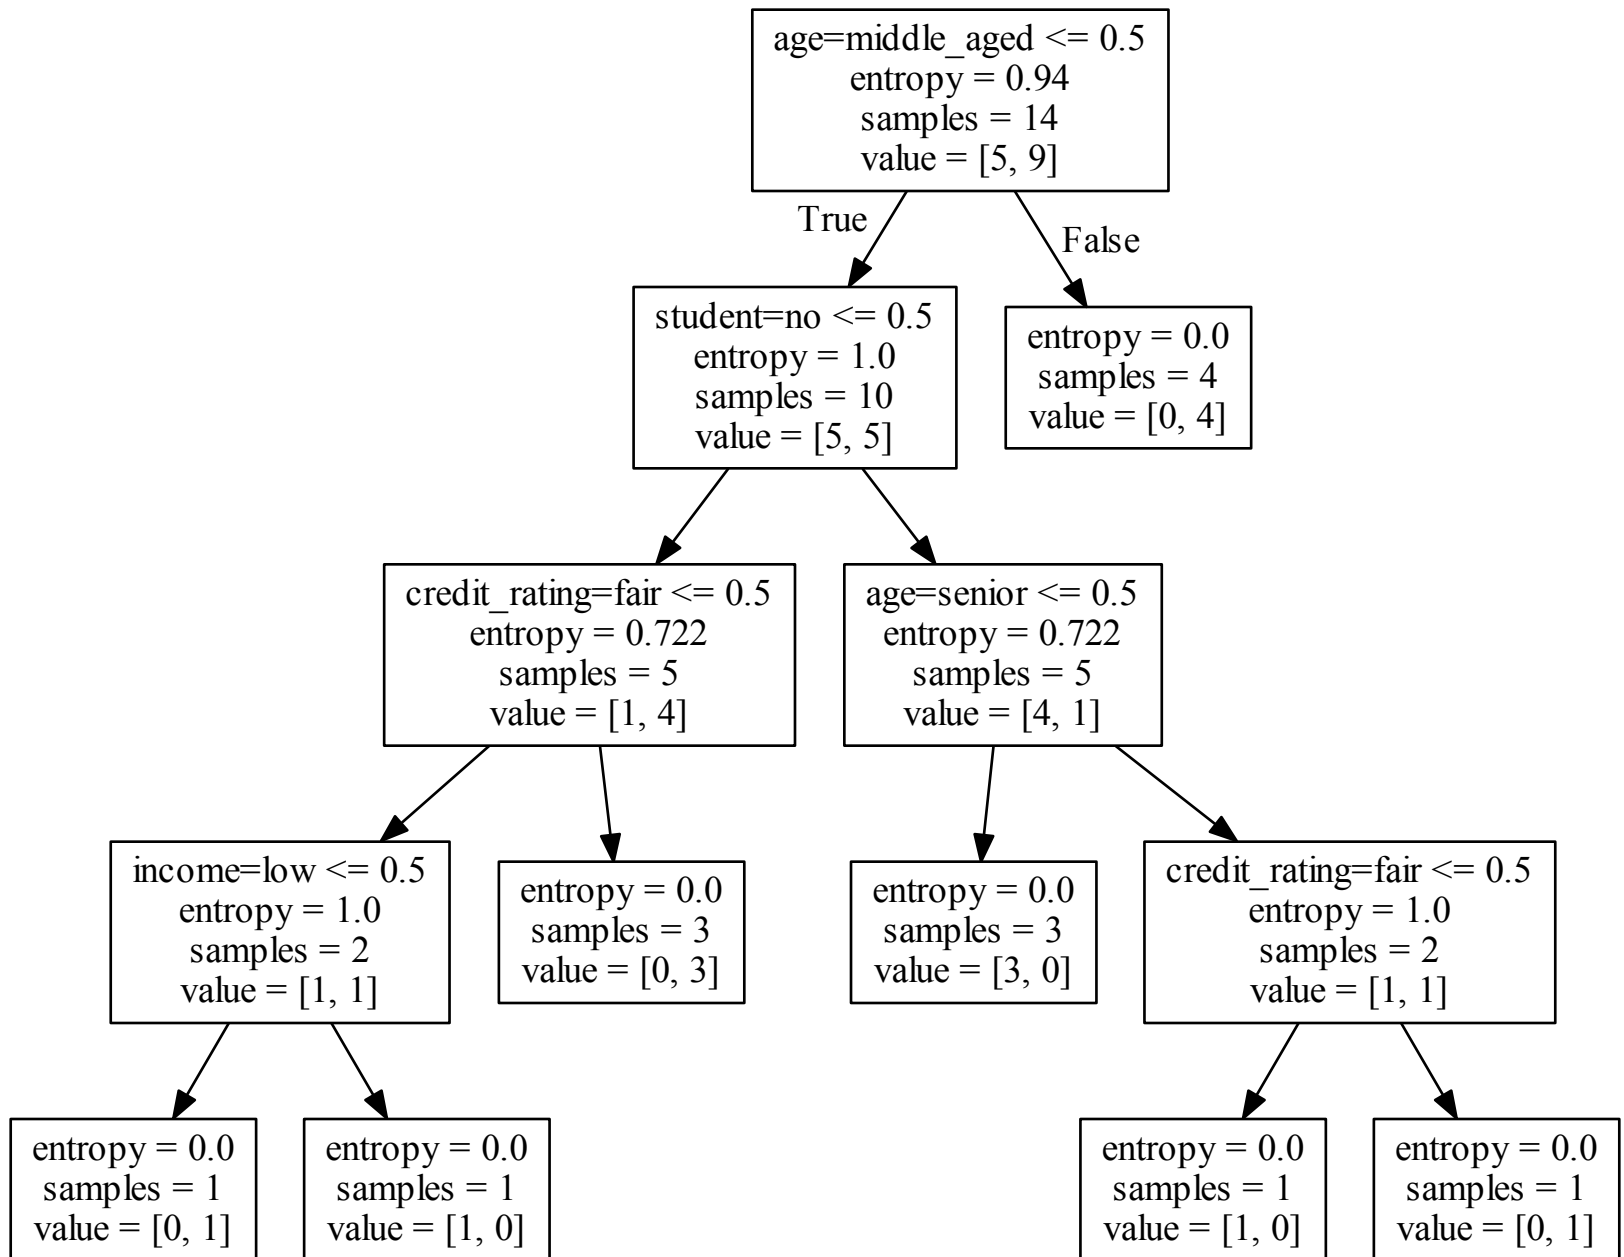 age=middle_aged <= 0.5
entropy = 0.94
samples = 14
value = [5, 9]
True
False
student=no <= 0.5
entropy = 1.0
samples = 10
value = [5, 5]
entropy = 0.0
samples = 4
value = [0, 4]
credit_rating=fair <= 0.5
entropy = 0.722
samples = 5
value = [1, 4]
age=senior <= 0.5
entropy = 0.722
samples = 5
value = [4, 1]
income=low <= 0.5
entropy = 1.0
samples = 2
value = [1, 1]
entropy = 0.0
samples = 3
value = [0, 3]
entropy = 0.0
samples = 3
value = [3, 0]
credit_rating=fair <= 0.5
entropy = 1.0
samples = 2
value = [1, 1]
entropy = 0.0
samples = 1
value = [0, 1]
entropy = 0.0
samples = 1
value = [1, 0]
entropy = 0.0
samples = 1
value = [1, 0]
entropy = 0.0
samples = 1
value = [0, 1]